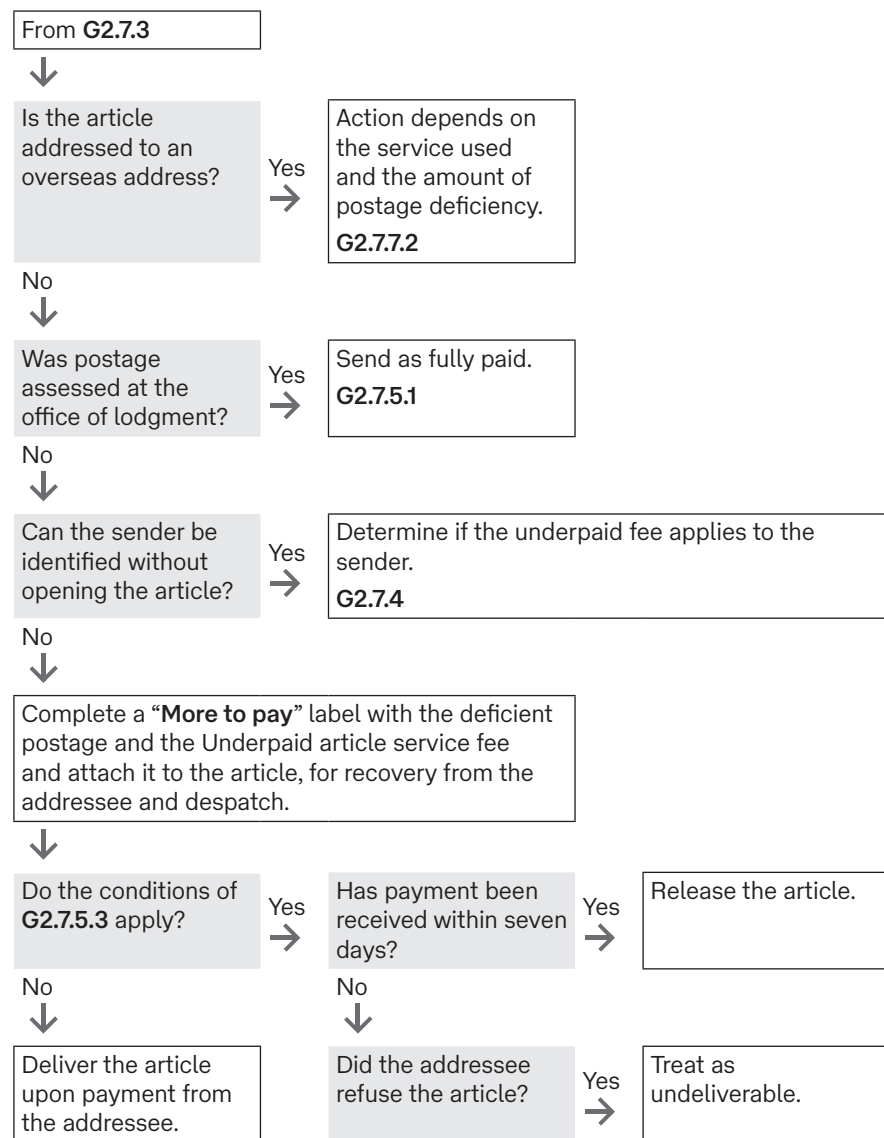 From G2.7.3
Is the article
addressed to an
overseas address?
Yes
Action depends on
the service used
and the amount of
postage deficiency.
G2.7.7.2
No
Was postage
assessed at the
office of lodgment?
Yes
Send as fully paid.
G2.7.5.1
No
Can the sender be
identified without
opening the article?
Yes
Determine if the underpaid fee applies to the
sender.
G2.7.4
No
Complete a “More to pay” label with the deficient
postage and the Underpaid article service fee
and attach it to the article, for recovery from the
addressee and despatch.
Do the conditions of
G2.7.5.3 apply?
Yes
Has payment been
received within seven
days?
Yes
Release the article.
No
Deliver the article
upon payment from
the addressee.
No
Did the addressee
refuse the article?
Yes
Treat as
undeliverable.